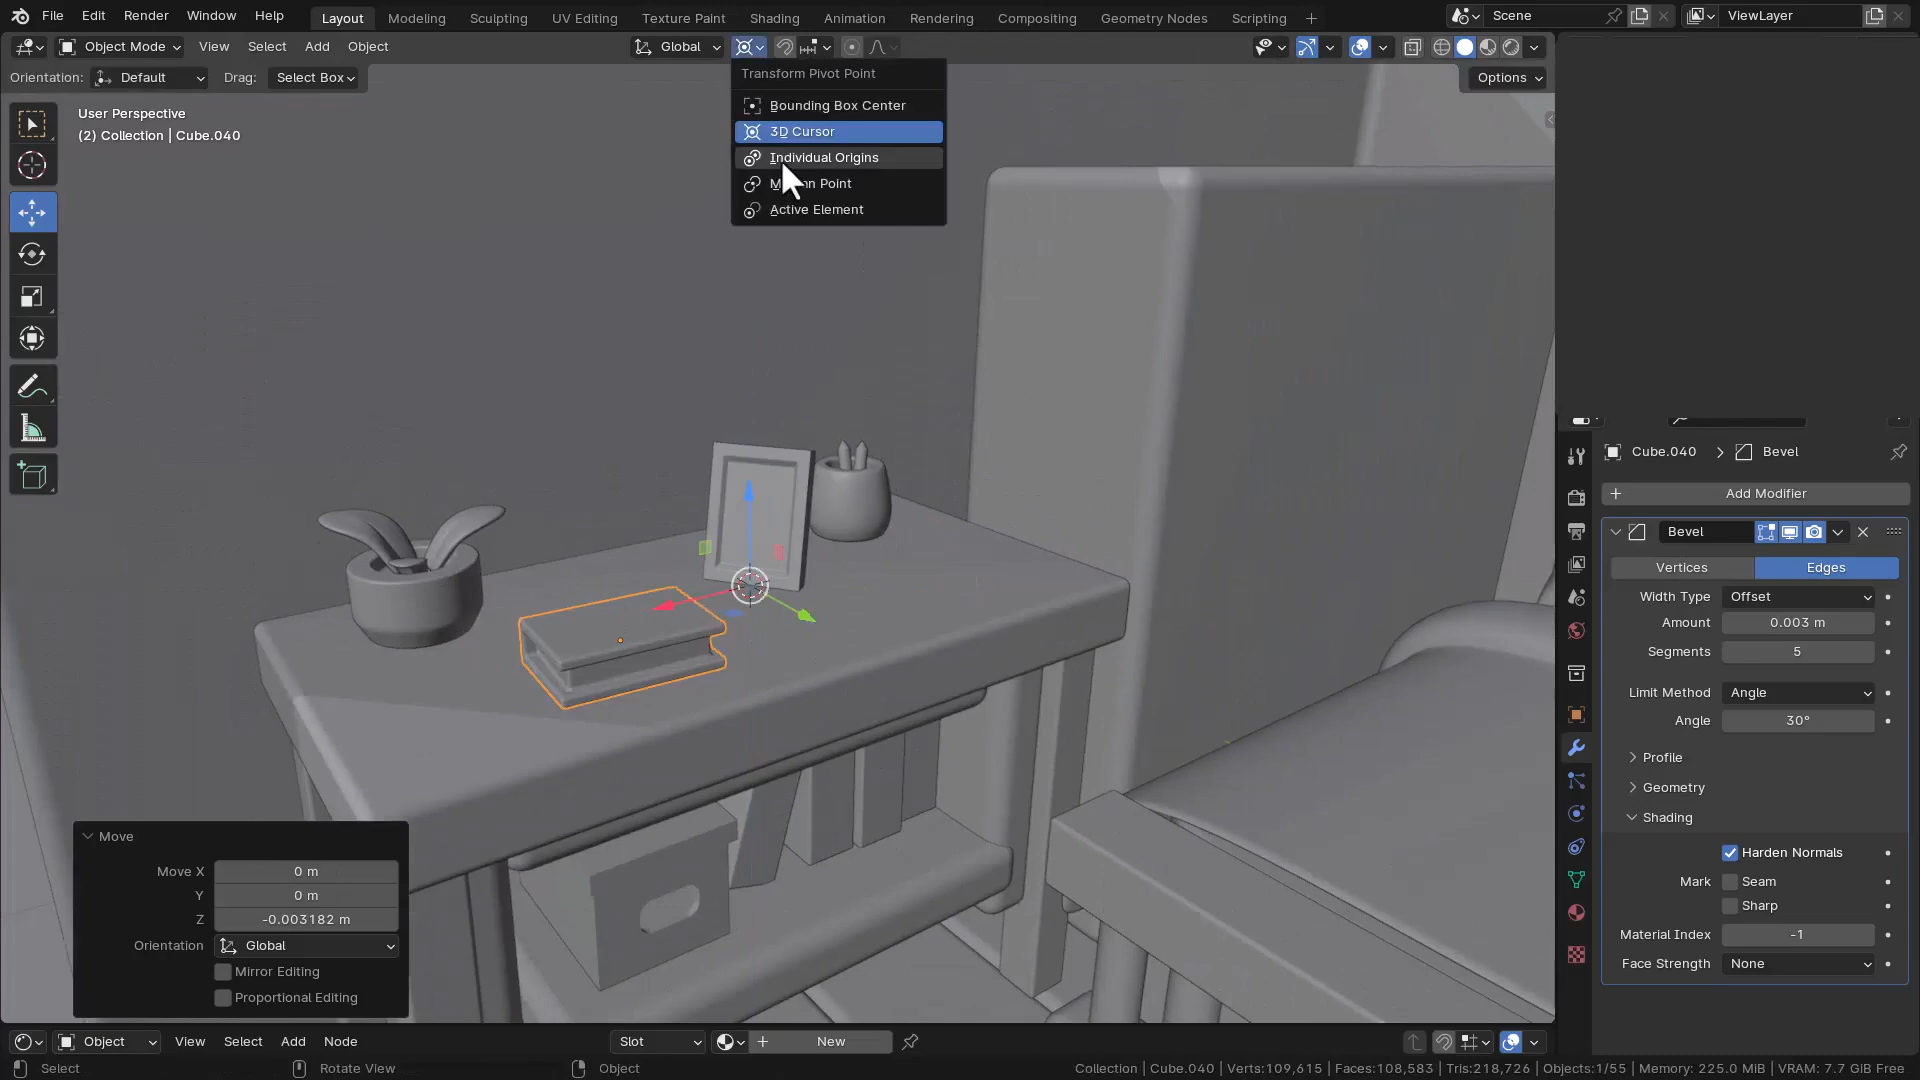 File Edit Render Window Help Layout Modeling Sculpting UV Editing Texture Paint Shading Animation Rendering Compositing Geometry Nodes Scripting + Scene ViewLayer
Object Mode View Select Add Object Global
Orientation: Default Drag: Select Box Options
User Perspective
(2) Collection | Cube.040
Transform Pivot Point
Bounding Box Center
3D Cursor
Individual Origins
Point
Active Element
Cube.040 > Bevel
+ Add Modifier
Bevel
Vertices Edges
Width Type Offset
Amount 0.003 m
Segments 5
Limit Method Angle
Angle 30°
Profile
Geometry
Shading
Harden Normals
Mark Seam
Sharp
Material Index -1
Face Strength None
Move
Move X 0 m
Y 0 m
Z -0.003182 m
Orientation Global
Mirror Editing
Proportional Editing
Object View Select Add Node Slot + New
Select Rotate View Object Collection | Cube.040 | Verts:109,615 | Faces:108,583 | Tris:218,726 | Objects:1/55 | Memory: 225.0 MiB | VRAM: 7.7 GiB Free